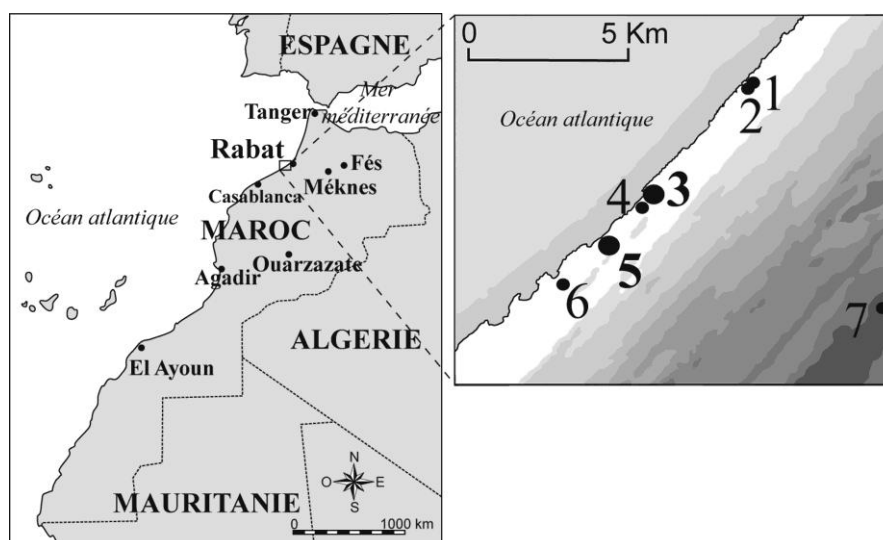 ESPAGNE
Mer
méditerranée
Tanger
Rabat
Fés
Méknes
Casablanca
Océan atlantique
MAROC
Ouarzazate
Agadir
ALGERIE
El Ayoun
MAURITANIE
N
O
E
S
0
1000 km
0
5 Km
Océan atlantique
1
2
3
4
5
6
7